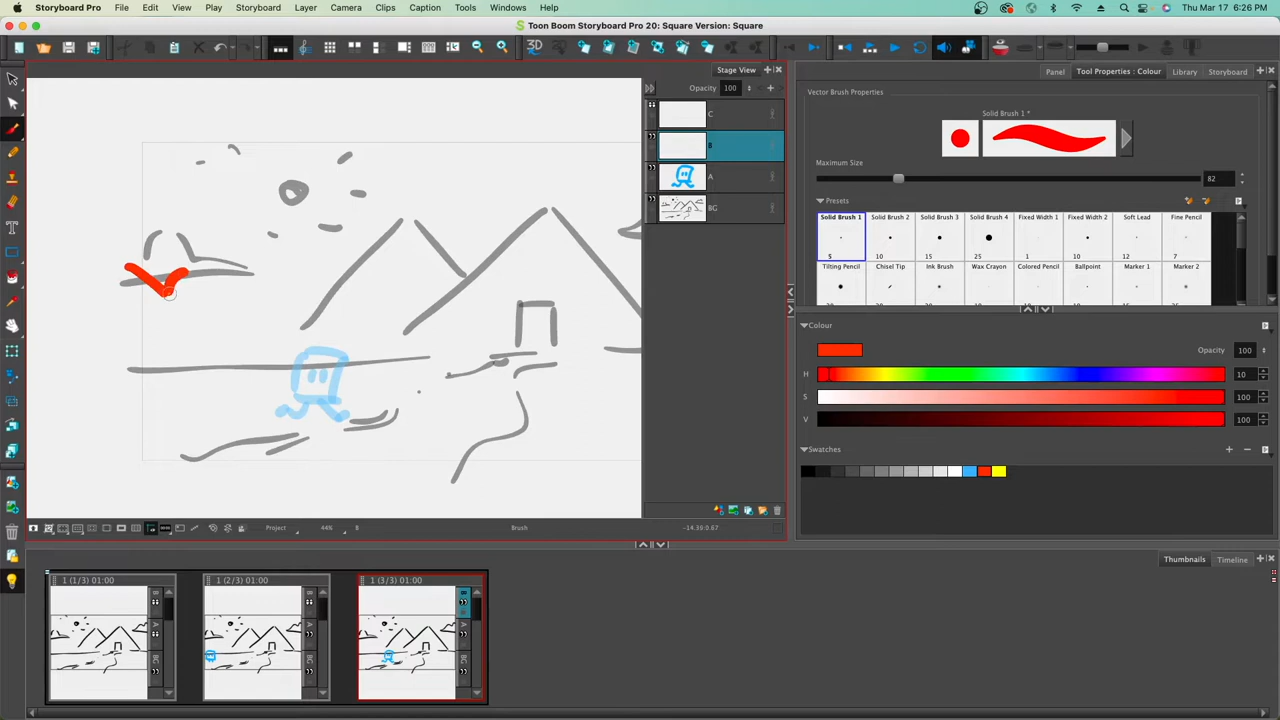 Storyboard Pro File Edit View Play Storyboard Layer Camera Clips Caption Tools Windows Help Thu Mar 17 6:26 PM
Toon Boom Storyboard Pro 20: Square Version: Square
3D
Stage View
Panel Tool Properties : Colour Library Storyboard
Opacity 100
C
B
A
BG
Vector Brush Properties
Solid Brush 1 *
Maximum Size
82
Presets
Solid Brush 1 Solid Brush 2 Solid Brush 3 Solid Brush 4 Fixed Width 1 Fixed Width 2 Soft Lead Fine Pencil
5 10 15 25 1 10 12 5
Tilting Pencil Chisel Tip Ink Brush Wax Crayon Colored Pencil Ballpoint Marker 1 Marker 2
Colour
Opacity 100
H 10
S 100
V 100
Swatches
Project 44% B Brush
Thumbnails Timeline
1 (1/3) 01:00 1 (2/3) 01:00 1 (3/3) 01:00
B A BG
B A BG
B A BG